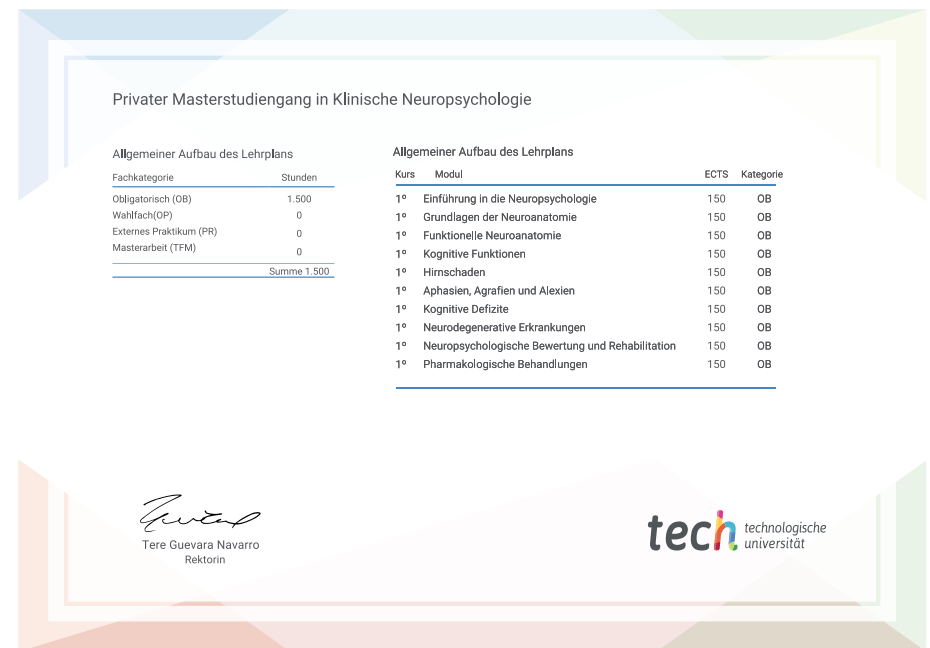 Privater Masterstudiengang in Klinische Neuropsychologie
Allgemeiner Aufbau des Lehrplans
Fachkategorie Stunden
Obligatorisch (OB) 1.500
Wahlfach(OP) 0
Externes Praktikum (PR) 0
Masterarbeit (TFM) 0
Summe 1.500
Allgemeiner Aufbau des Lehrplans
Kurs Modul ECTS Kategorie
1º Einführung in die Neuropsychologie 150 OB
1º Grundlagen der Neuroanatomie 150 OB
1º Funktionelle Neuroanatomie 150 OB
1º Kognitive Funktionen 150 OB
1º Hirnschaden 150 OB
1º Aphasien, Agrafien und Alexien 150 OB
1º Kognitive Defizite 150 OB
1º Neurodegenerative Erkrankungen 150 OB
1º Neuropsychologische Bewertung und Rehabilitation 150 OB
1º Pharmakologische Behandlungen 150 OB
Tere Guevara Navarro
Rektorin
tech technologische
universität